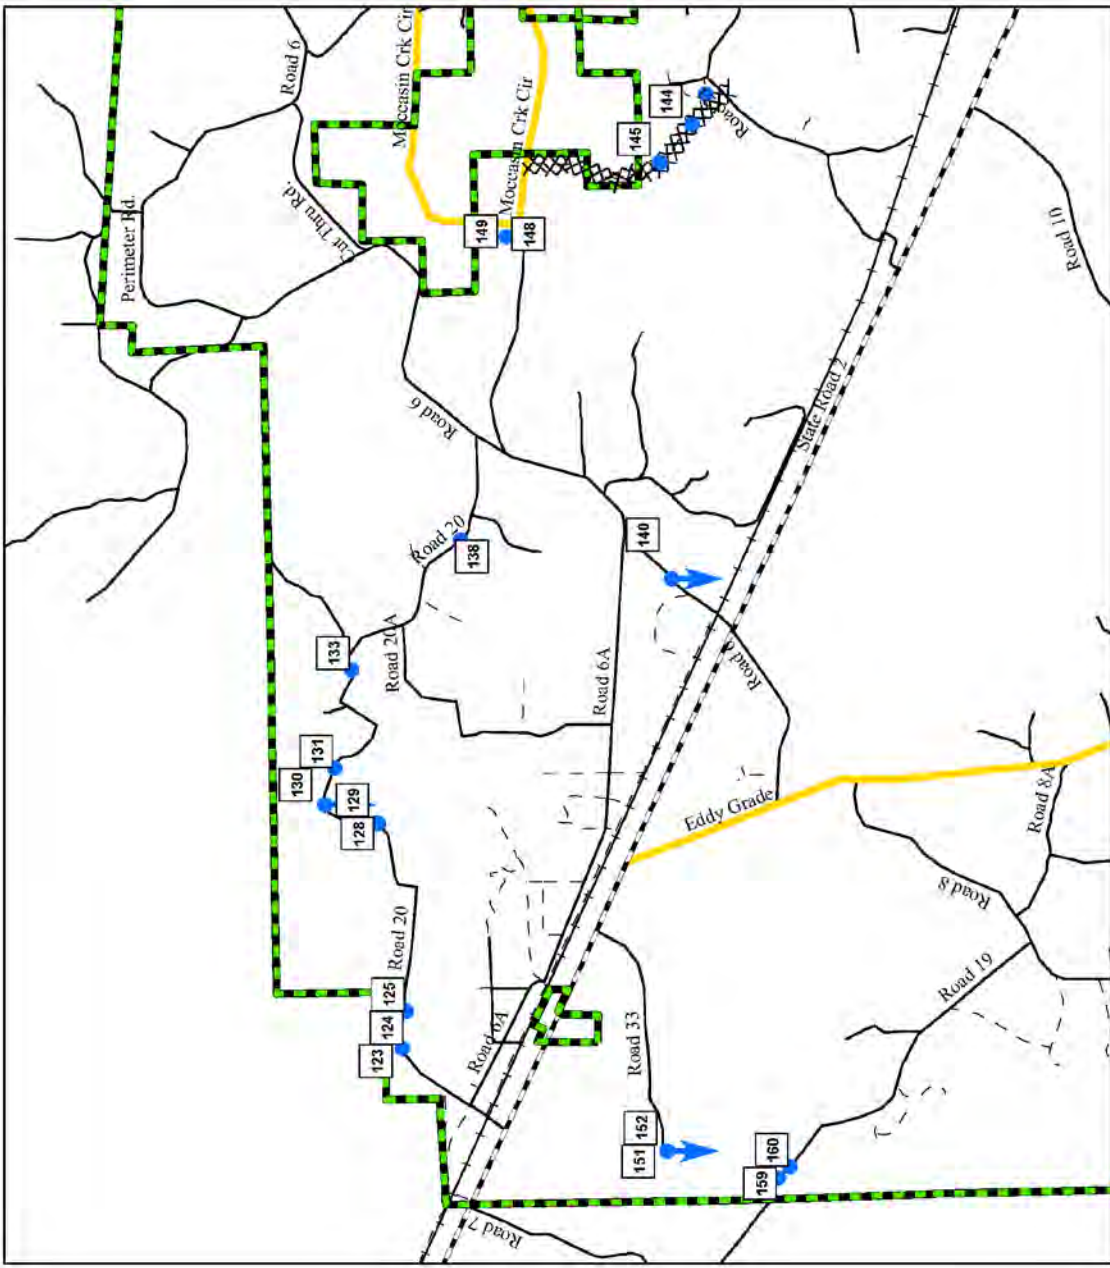 Road 6
Moccasin Crk Cir
Moccasin Crk Cir
144
145
Road
Perimeter Rd.
Cut Thru Rd.
149
148
Road 10
Road 6
State Road 2
Road 20
138
140
133
Road 20A
Road 6A
Road 6
131
130
129
128
Eddy Grade
Road 8A
Road 8
Road 20
125
124
123
Road 6A
Road 33
Road 19
152
151
160
159
Road 7